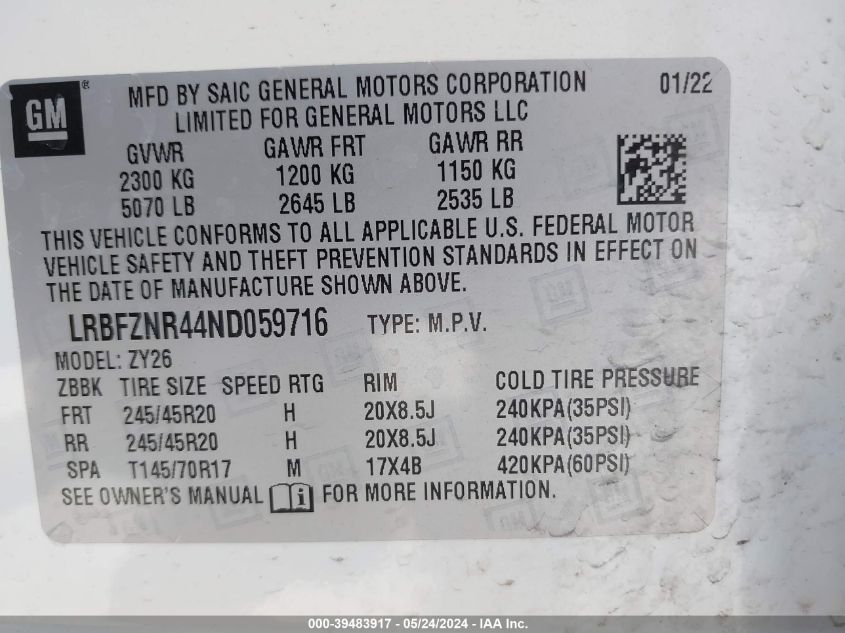 GM ®
MFD BY SAIC GENERAL MOTORS CORPORATION 01/22
LIMITED FOR GENERAL MOTORS LLC
GVWR GAWR FRT GAWR RR
2300 KG 1200 KG 1150 KG
5070 LB 2645 LB 2535 LB
THIS VEHICLE CONFORMS TO ALL APPLICABLE U.S. FEDERAL MOTOR
VEHICLE SAFETY AND THEFT PREVENTION STANDARDS IN EFFECT ON
THE DATE OF MANUFACTURE SHOWN ABOVE.
LRBFZNR44ND059716 TYPE: M.P.V.
MODEL: ZY26
ZBBK TIRE SIZE SPEED RTG RIM COLD TIRE PRESSURE
FRT 245/45R20 H 20X8.5J 240KPA(35PSI)
RR 245/45R20 H 20X8.5J 240KPA(35PSI)
SPA T145/70R17 M 17X4B 420KPA(60PSI)
SEE OWNER'S MANUAL i FOR MORE INFORMATION.
000-39483917 - 05/24/2024 - IAA Inc.